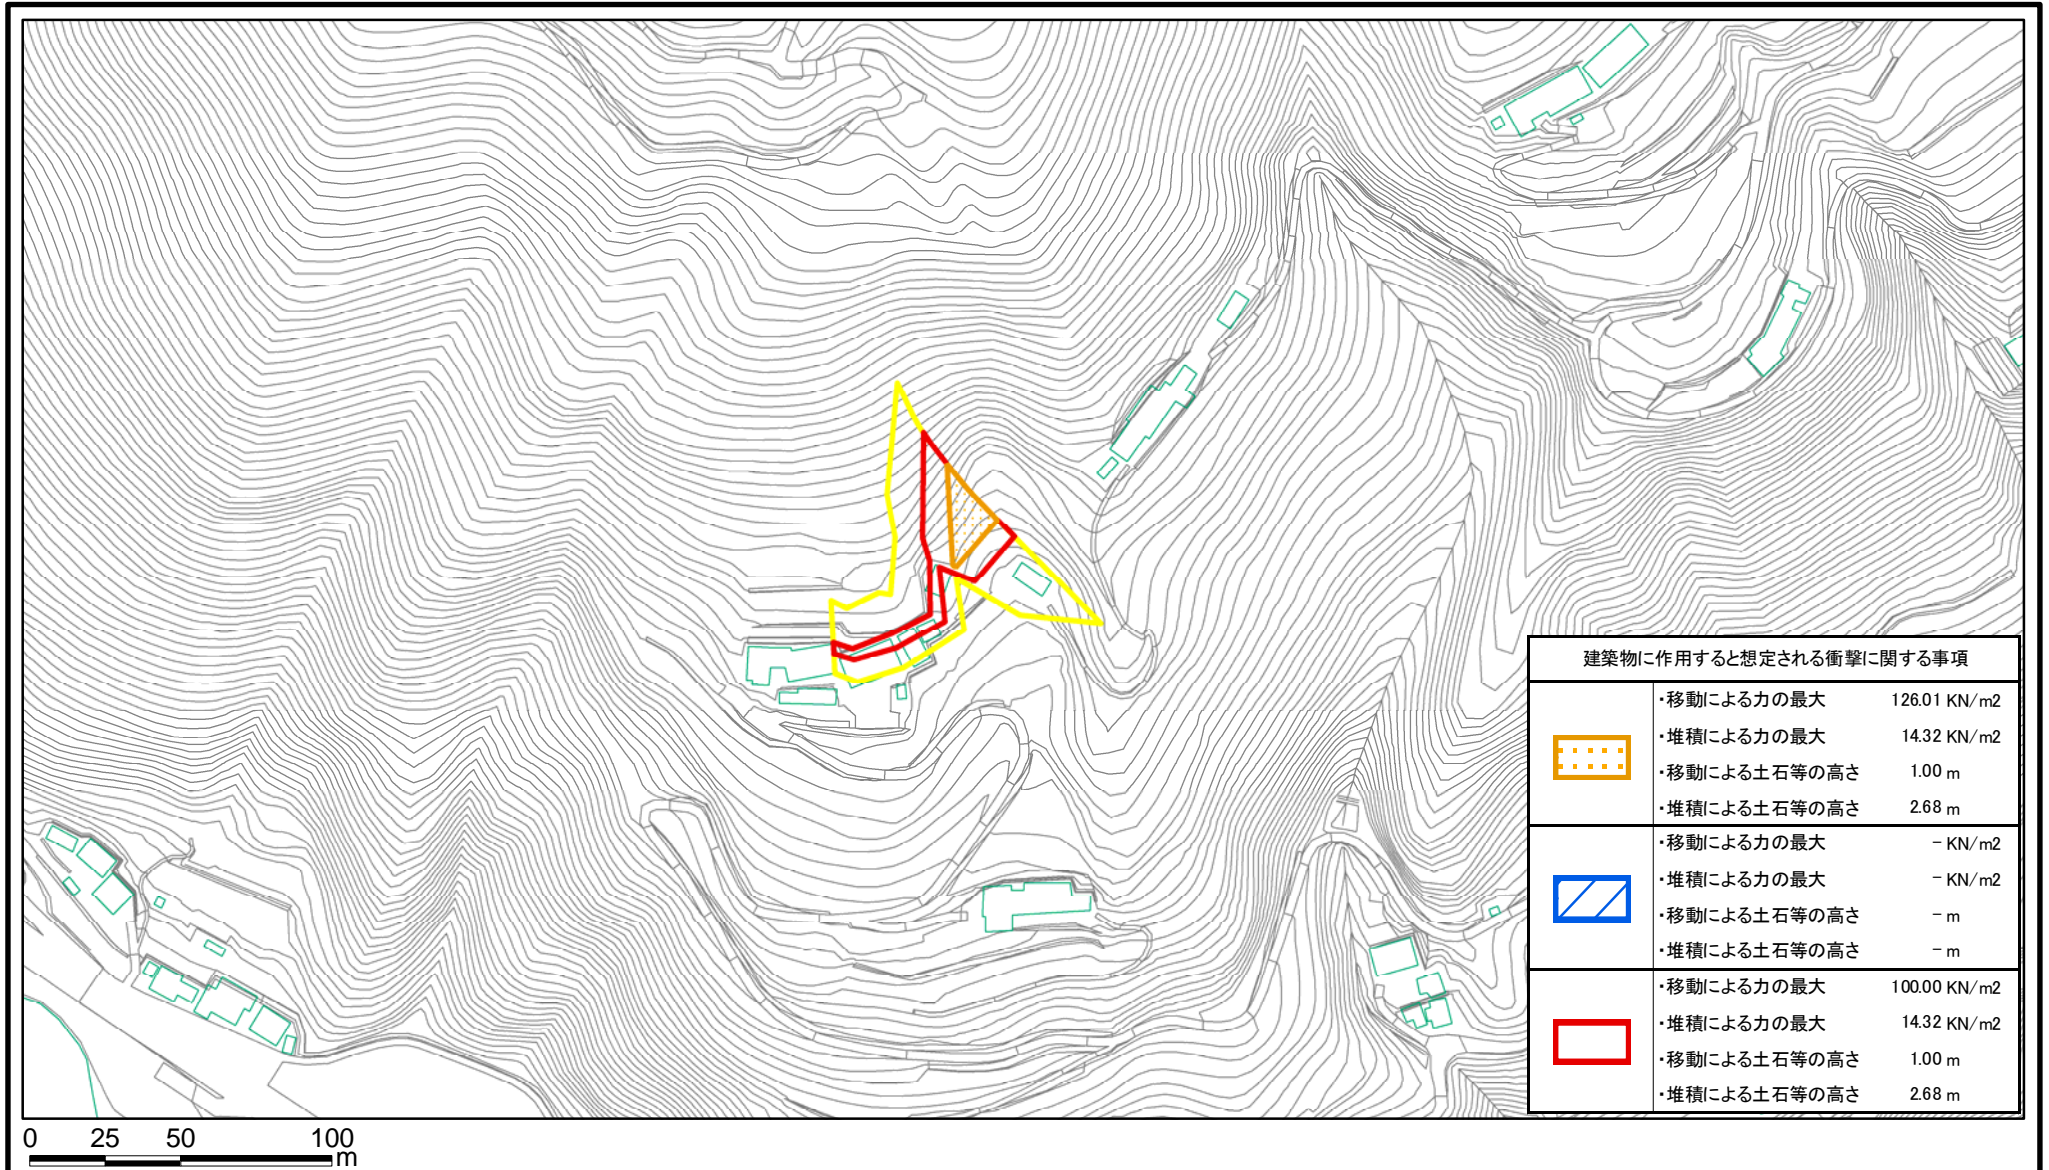 建築物に作用すると想定される衝撃に関する事項
・移動による力の最大 126.01 KN/m2
・堆積による力の最大 14.32 KN/m2
・移動による土石等の高さ 1.00 m
・堆積による土石等の高さ 2.68 m
・移動による力の最大 - KN/m2
・堆積による力の最大 - KN/m2
・移動による土石等の高さ - m
・堆積による土石等の高さ - m
・移動による力の最大 100.00 KN/m2
・堆積による力の最大 14.32 KN/m2
・移動による土石等の高さ 1.00 m
・堆積による土石等の高さ 2.68 m
0 25 50 100
m